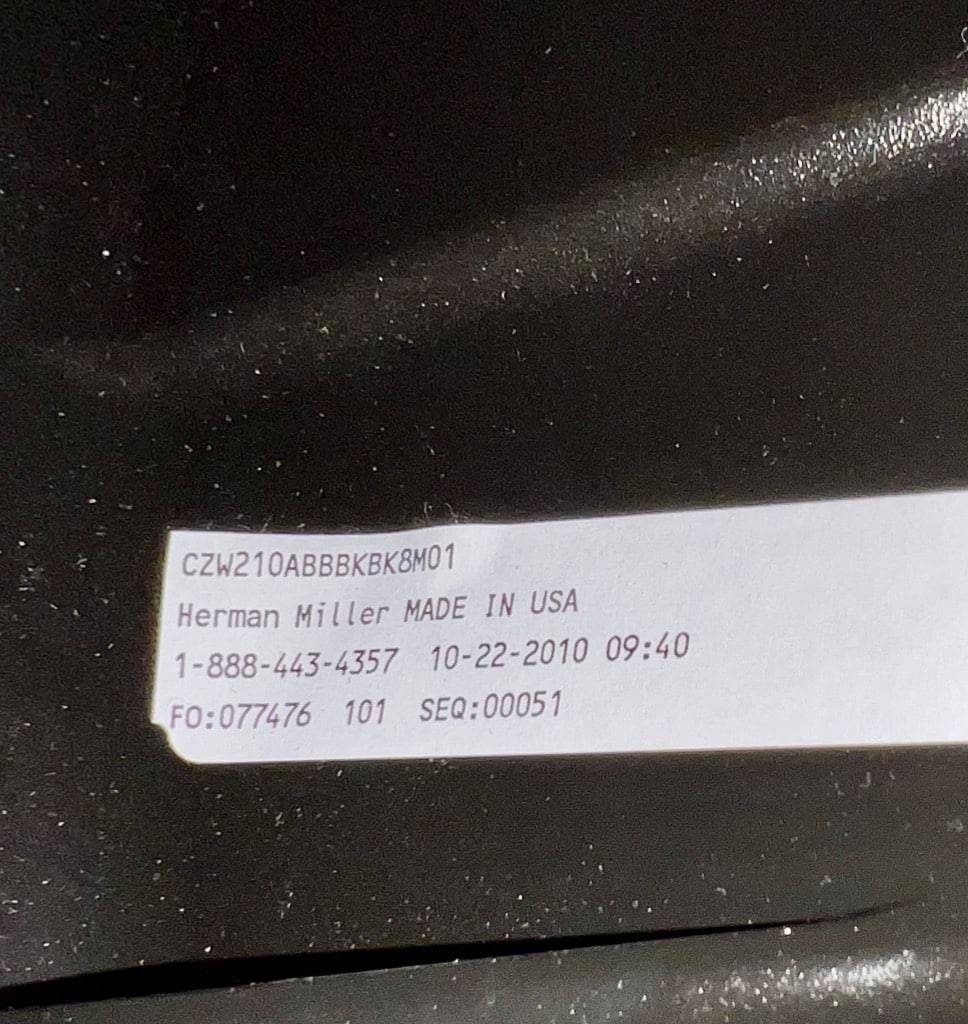 CZW210ABBBKBK8M01
Herman Miller MADE IN USA
1-888-443-4357 10-22-2010 09:40
FO:077476 101 SEQ:00051